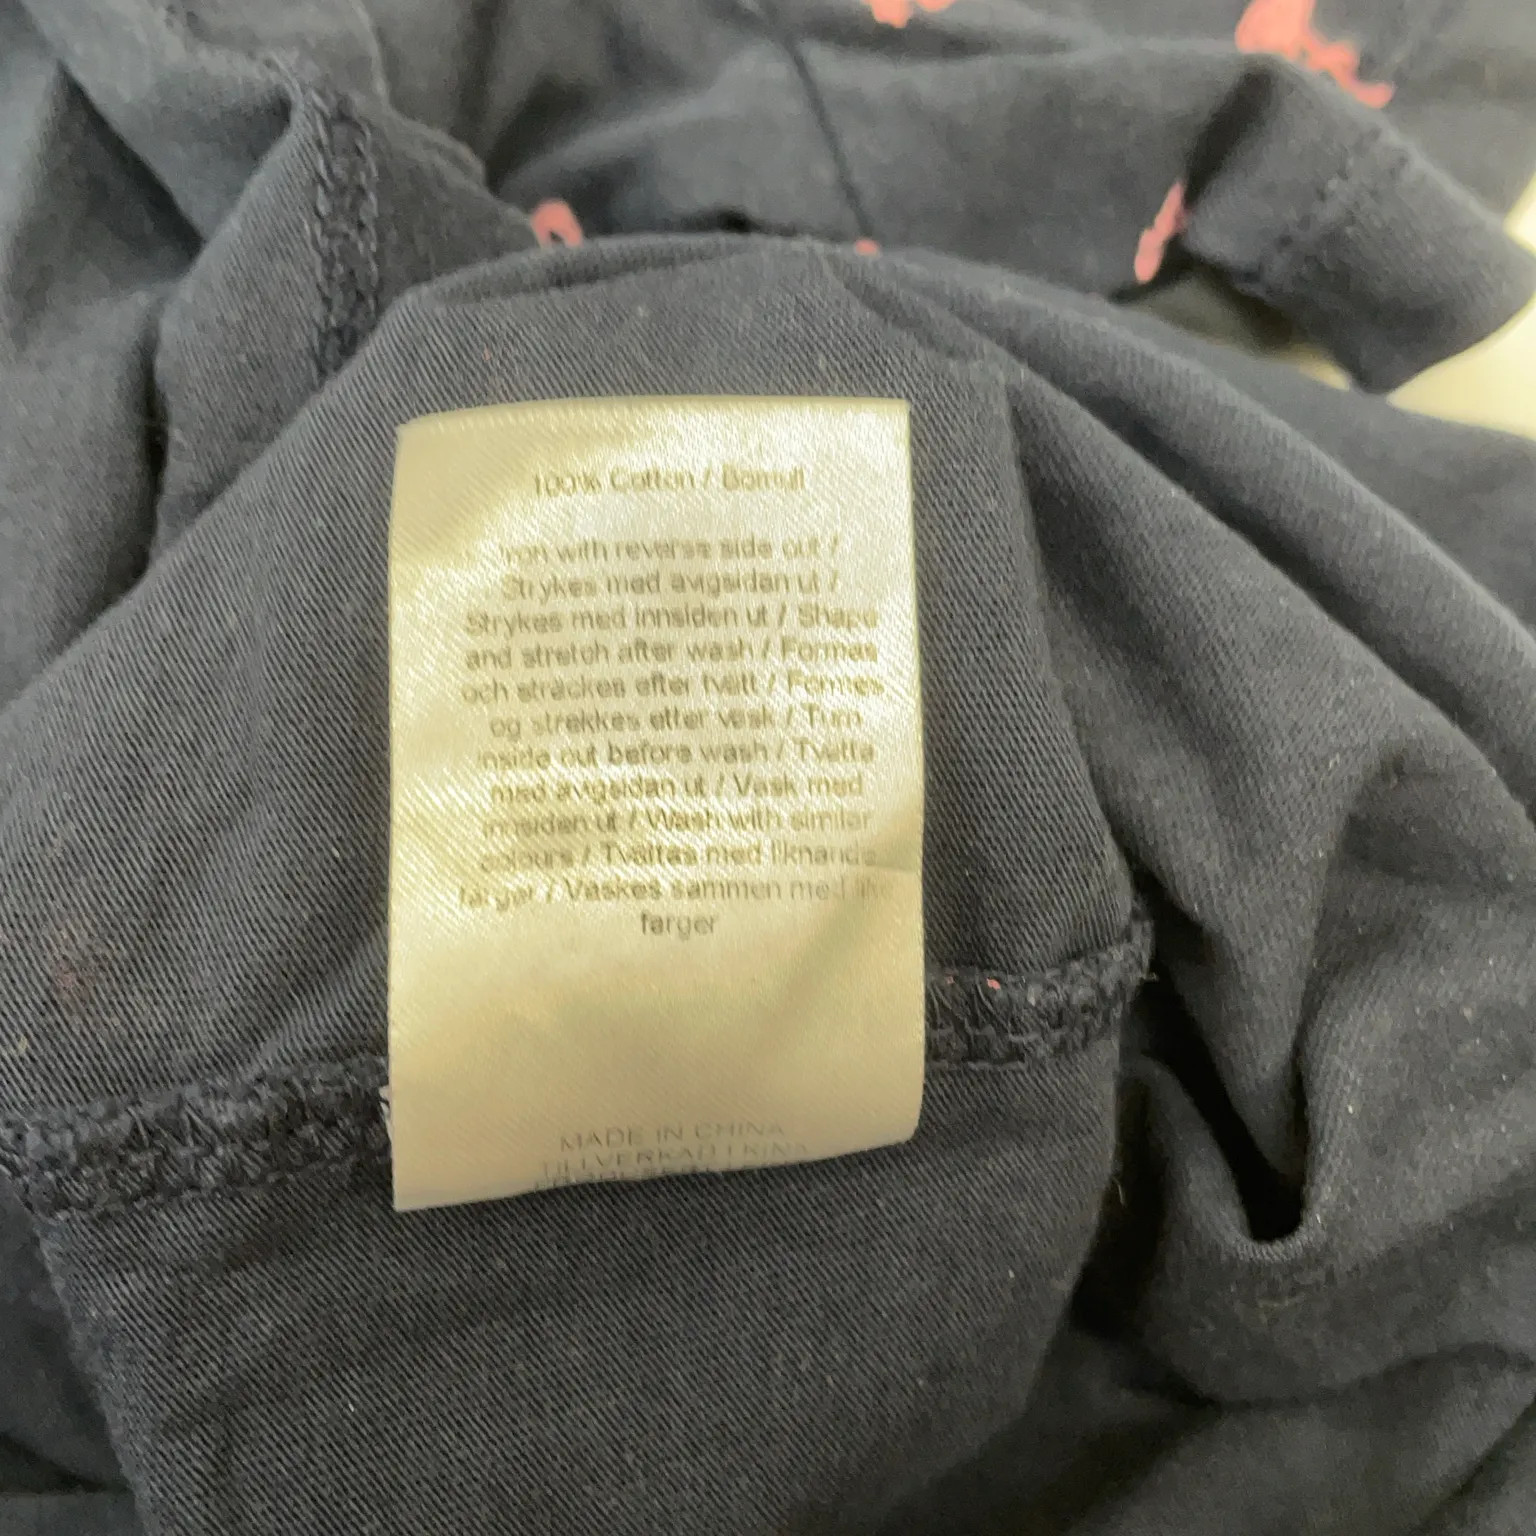 100% Cotton / Bomull
Iron with reverse side out /
Strykes med avigsidan ut /
Strykes med innsiden ut / Shape
and stretch after wash / Formas
och sträckes efter tvätt / Formes
og strekkes etter vask / Turn
inside out before wash / Tvätta
med avigsidan ut / Vask med
innsiden ut / Wash with similar
colours / Tvättas med liknande
färger / Vaskes sammen med like
farger
MADE IN CHINA
TILLVERKAD I KINA